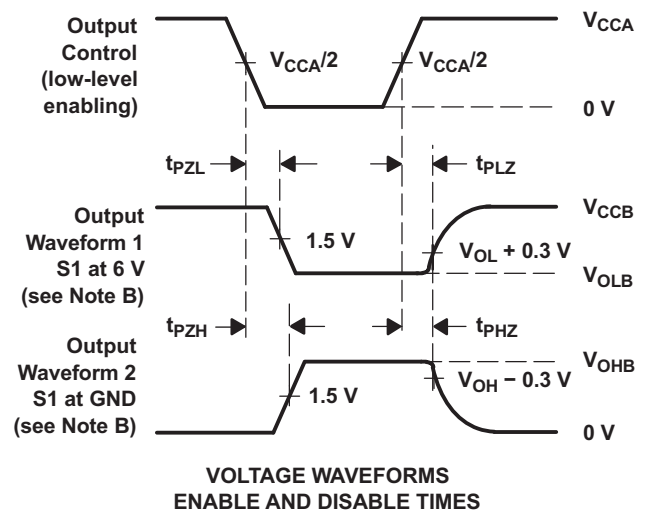 Output
Control
(low-level
enabling)
VCCA/2
VCCA/2
VCCA
0 V
tPZL
tPLZ
Output
Waveform 1
S1 at 6 V
(see Note B)
1.5 V
VCCB
VOL + 0.3 V
VOLB
tPZH
tPHZ
Output
Waveform 2
S1 at GND
(see Note B)
1.5 V
VOHB
VOH − 0.3 V
0 V
VOLTAGE WAVEFORMS
ENABLE AND DISABLE TIMES